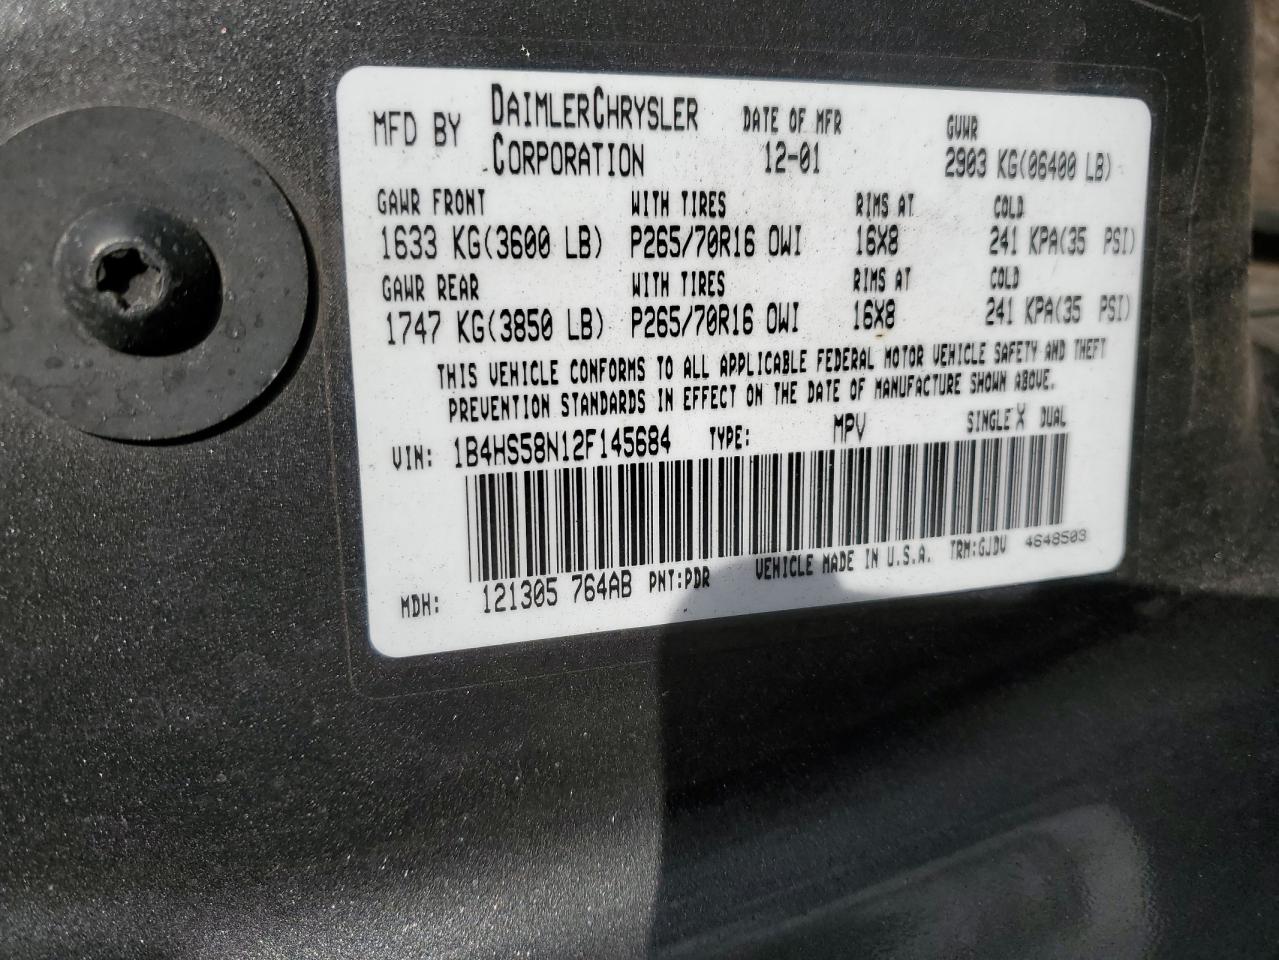 MFD BY DAIMLERCHRYSLER CORPORATION DATE OF MFR 12-01 GVWR 2903 KG(06400 LB)
GAWR FRONT WITH TIRES RIMS AT COLD
1633 KG(3600 LB) P265/70R16 OWI 16X8 241 KPA(35 PSI)
GAWR REAR WITH TIRES RIMS AT COLD
1747 KG(3850 LB) P265/70R16 OWI 16X8 241 KPA(35 PSI)
THIS VEHICLE CONFORMS TO ALL APPLICABLE FEDERAL MOTOR VEHICLE SAFETY AND THEFT
PREVENTION STANDARDS IN EFFECT ON THE DATE OF MANUFACTURE SHOWN ABOVE.
VIN: 1B4HS58N12F145684 TYPE: MPV SINGLE X DUAL
MDH: 121305 764AB PNT:PDR VEHICLE MADE IN U.S.A. TRM:GJDV 4648503